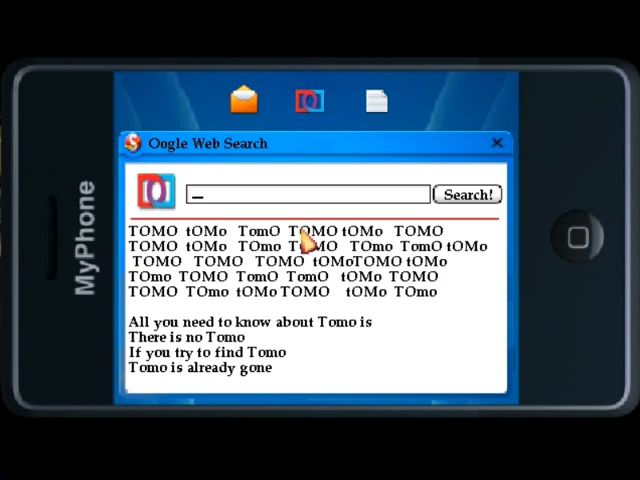 MyPhone
Oogle Web Search
Search!
TOMO tOMo TomO TOMO tOMo TOMO
TOMO tOMo TOmo TOMO TOmo TomO tOMo
TOMO TOMO TOMO tOMoTOMO tOMo
TOmo TOMO TomO TomO tOMo TOMO
TOMO TOmo tOMo TOMO tOMo TOmo
All you need to know about Tomo is
There is no Tomo
If you try to find Tomo
Tomo is already gone